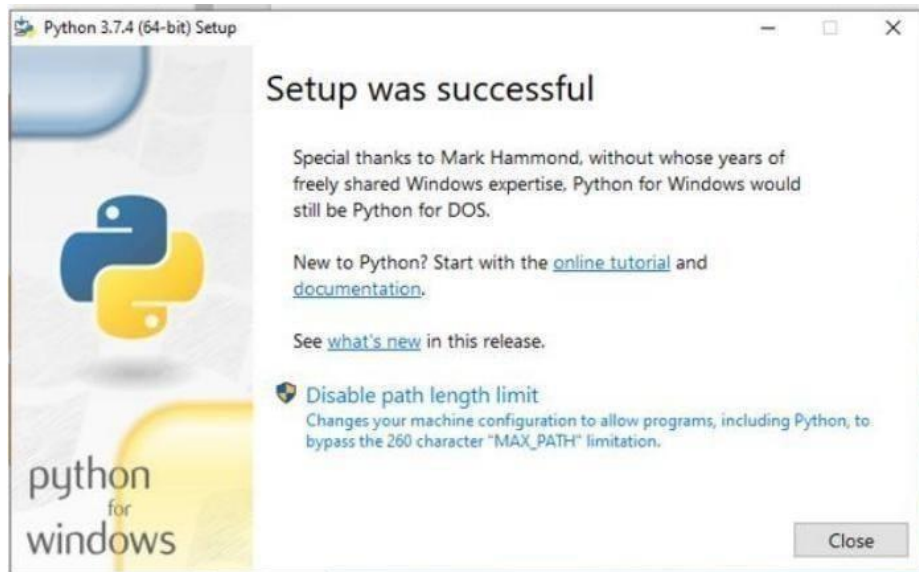 Python 3.7.4 (64-bit) Setup
Setup was successful
Special thanks to Mark Hammond, without whose years of
freely shared Windows expertise, Python for Windows would
still be Python for DOS.
New to Python? Start with the online tutorial and
documentation.
See what's new in this release.
Disable path length limit
Changes your machine configuration to allow programs, including Python, to
bypass the 260 character "MAX_PATH" limitation.
python
for
windows
Close